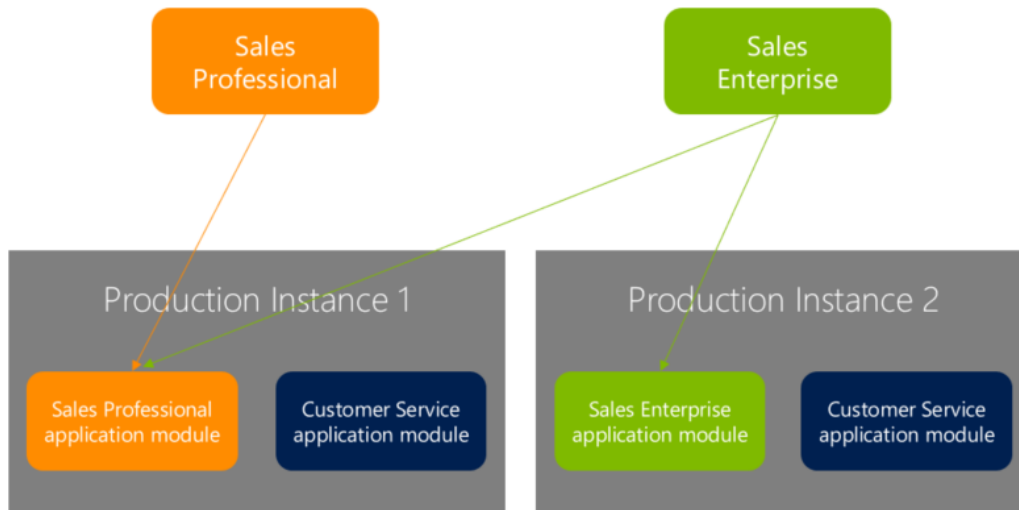 Sales
Professional
Sales
Enterprise
Production Instance 1
Production Instance 2
Sales Professional
application module
Customer Service
application module
Sales Enterprise
application module
Customer Service
application module